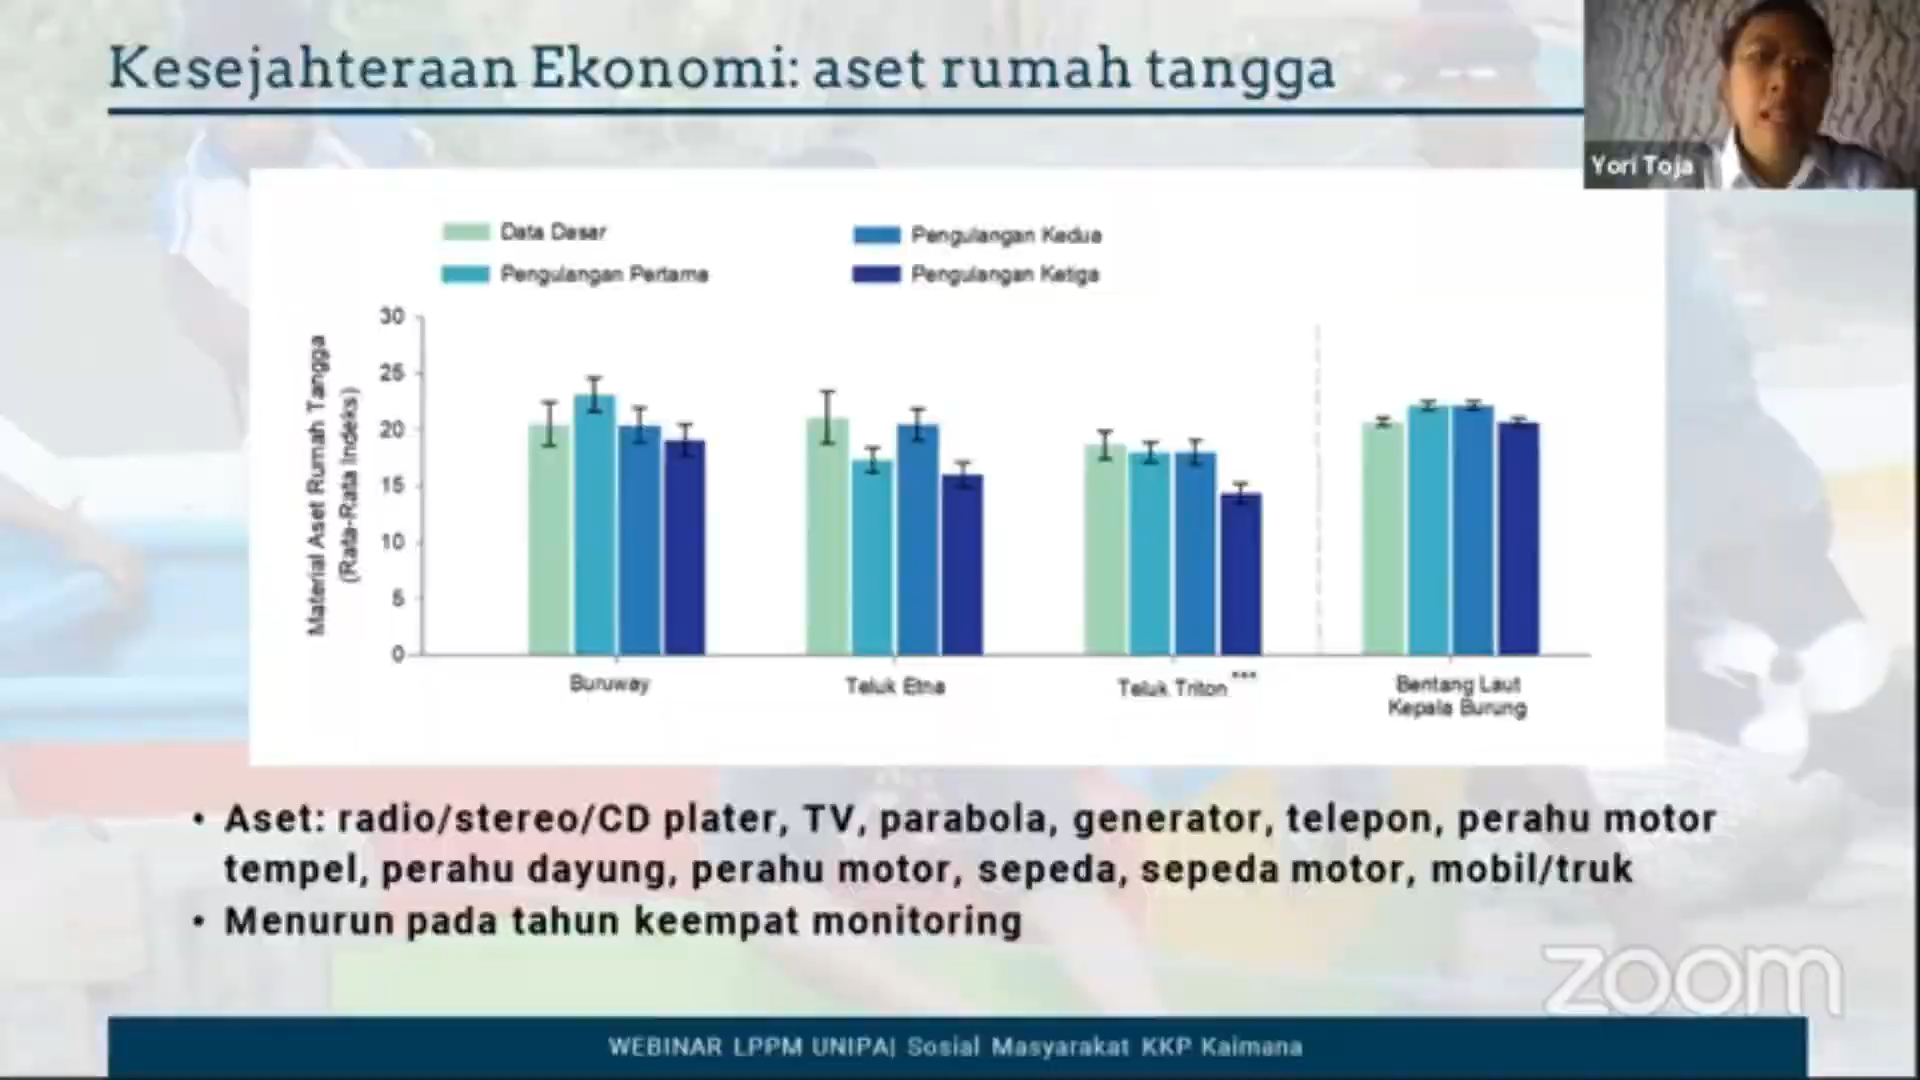 Kesejahteraan Ekonomi: aset rumah tangga
Yori Toja
Data Dasar
Pengulangan Kedua
Pengulangan Pertama
Pengulangan Ketiga
Material Aset Rumah Tangga
(Rata-Rata Indeks)
30
25
20
15
10
5
0
Buruway
Teluk Etna
Teluk Triton ***
Bentang Laut
Kepala Burung
• Aset: radio/stereo/CD plater, TV, parabola, generator, telepon, perahu motor
tempel, perahu dayung, perahu motor, sepeda, sepeda motor, mobil/truk
• Menurun pada tahun keempat monitoring
zoom
WEBINAR LPPM UNIPA| Sosial Masyarakat KKP Kaimana